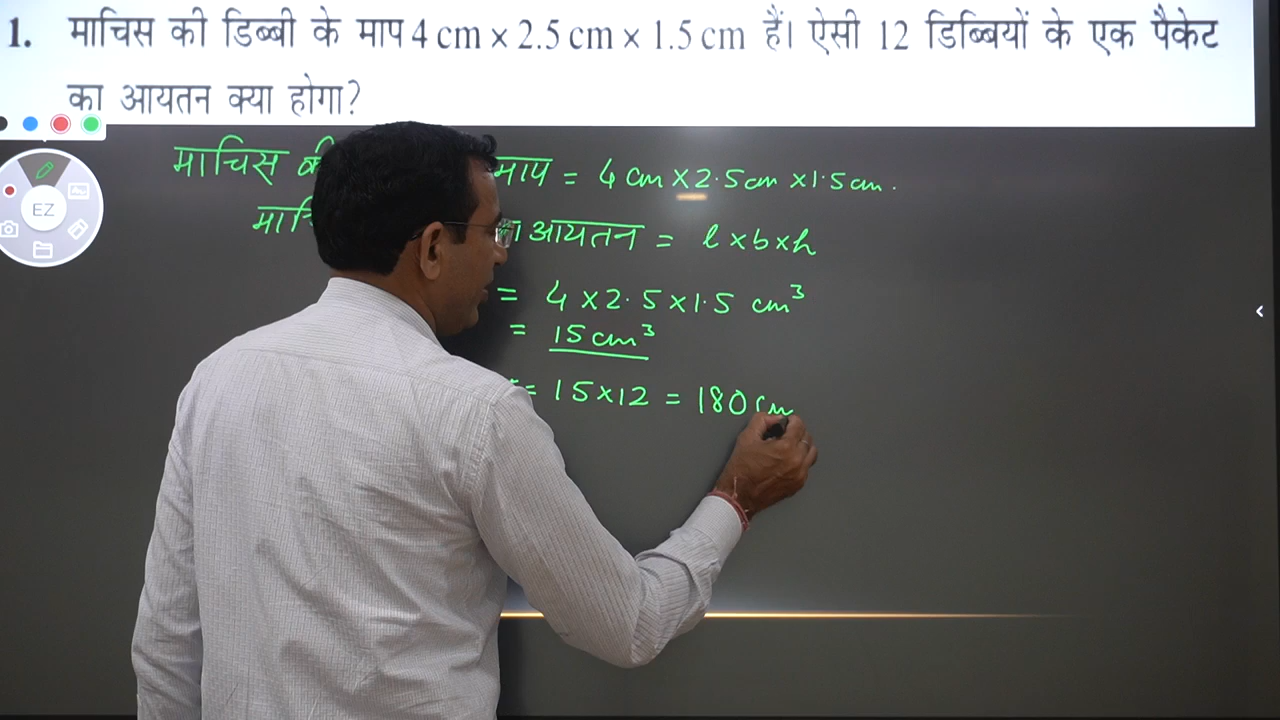 1. माचिस की डिब्बी के माप 4 cm × 2.5 cm × 1.5 cm हैं। ऐसी 12 डिब्बियों के एक पैकेट
का आयतन क्या होगा?
EZ
माचिस की माप = 4 cm × 2.5 cm × 1.5 cm.
आयतन = l × b × h
= 4 × 2.5 × 1.5 cm³
= 15 cm³
= 15 × 12 = 180 cm